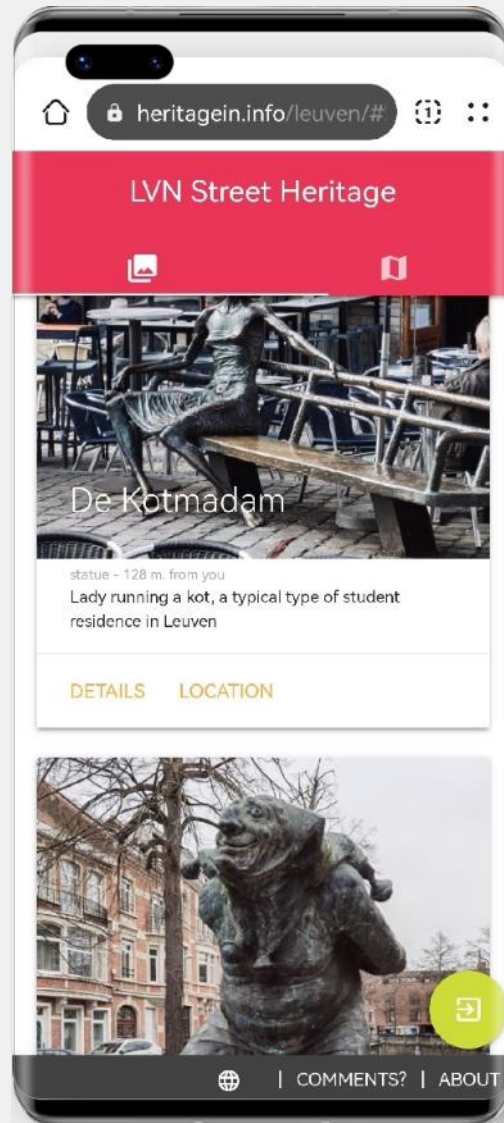 heritagein.info/leuven/#
1
LVN Street Heritage
De Kotmadam
statue - 128 m. from you
Lady running a kot, a typical type of student
residence in Leuven
DETAILS LOCATION
| COMMENTS? | ABOUT